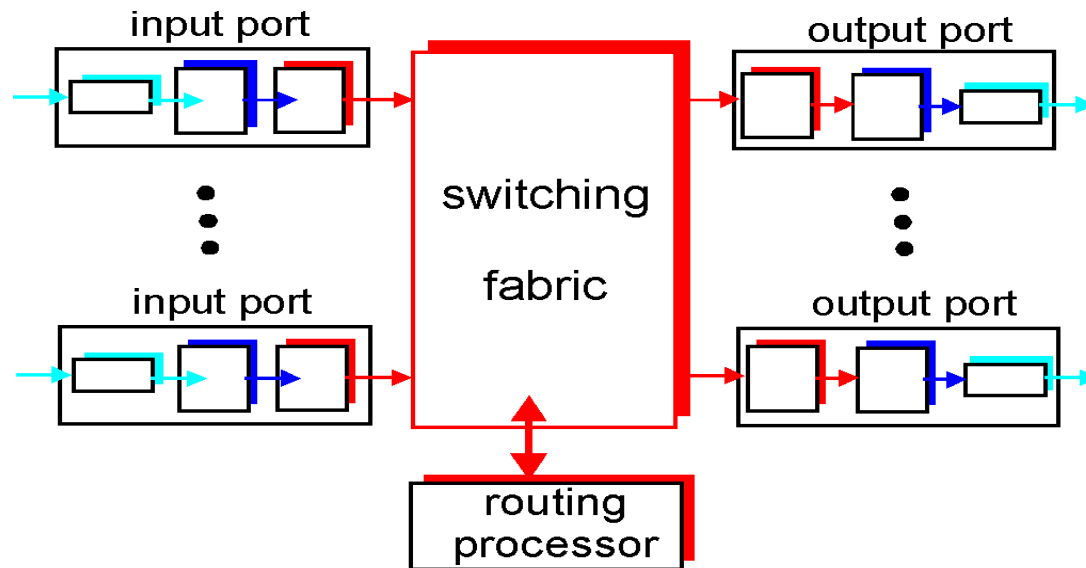 input port
output port
switching
fabric
input port
output port
routing
processor